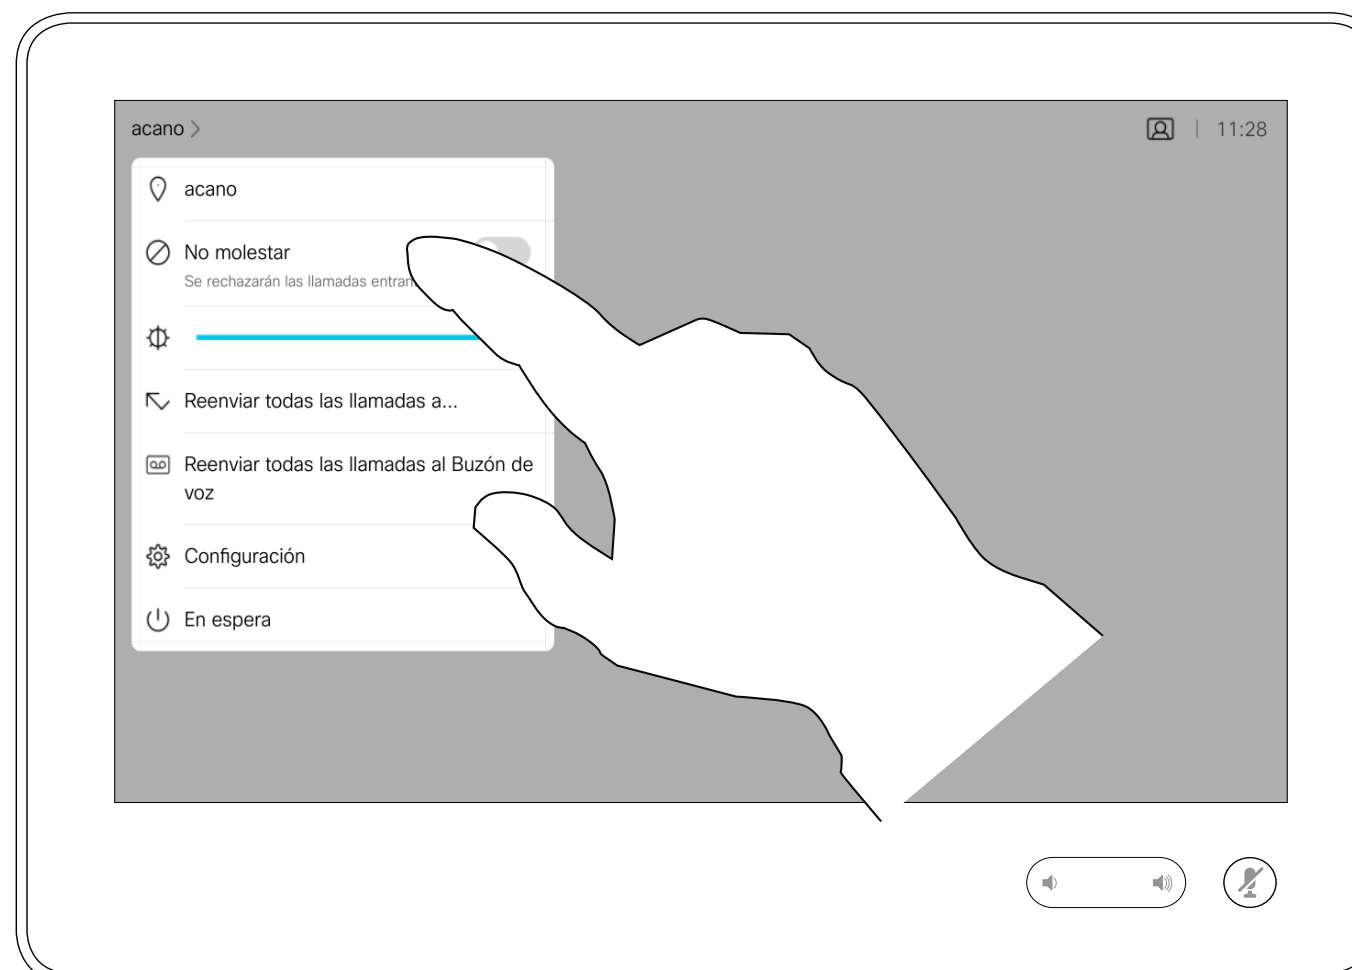 acano
11:28
acano
No molestar
Se rechazarán las llamadas
Reenviar todas las llamadas a...
Reenviar todas las llamadas al Buzón de
voz
Configuración
En espera